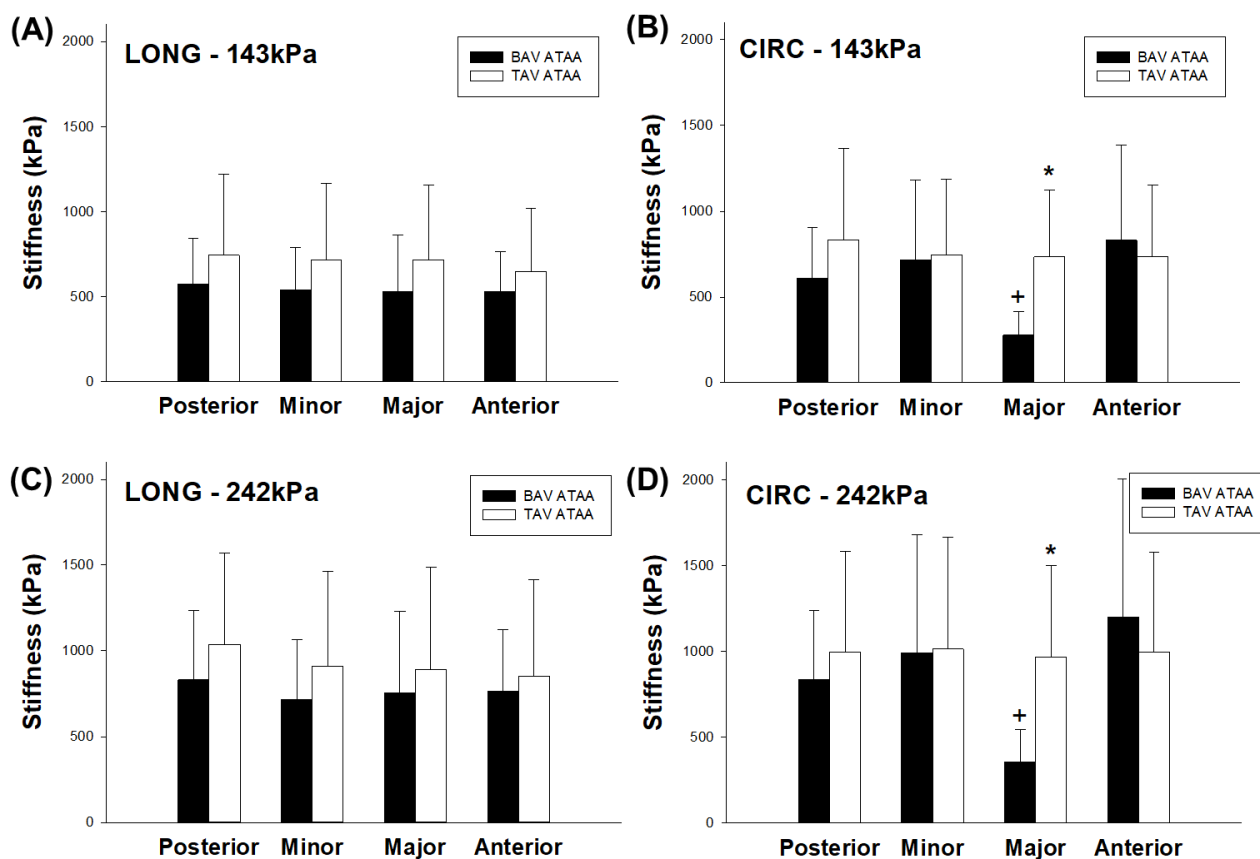 (A)
LONG - 143kPa
BAV ATAA
TAV ATAA
Stiffness (kPa)
2000
1500
1000
500
0
Posterior Minor Major Anterior
(B)
CIRC - 143kPa
BAV ATAA
TAV ATAA
Stiffness (kPa)
2000
1500
1000
500
0
+
*
Posterior Minor Major Anterior
(C)
LONG - 242kPa
BAV ATAA
TAV ATAA
Stiffness (kPa)
2000
1500
1000
500
0
Posterior Minor Major Anterior
(D)
CIRC - 242kPa
BAV ATAA
TAV ATAA
Stiffness (kPa)
2000
1500
1000
500
0
+
*
Posterior Minor Major Anterior